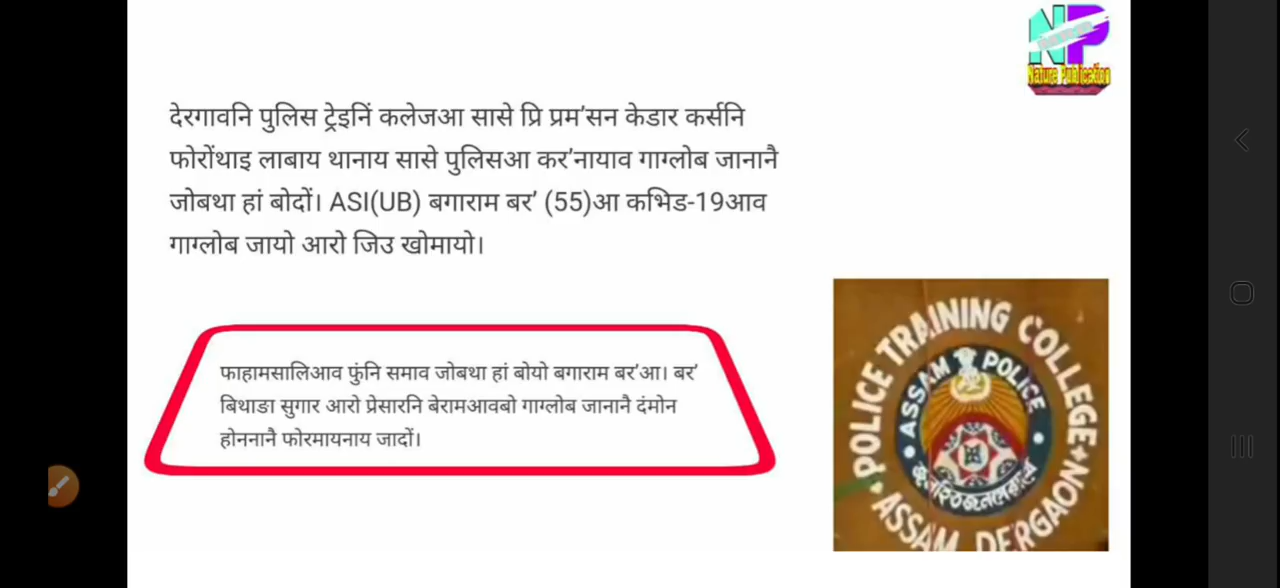 NP
Nature Publication
देरगावनि पुलिस ट्रेइनिं कलेजआ सासे प्रि प्रम’सन केडार कर्सनि
फोरोंथाइ लाबाय थानाय सासे पुलिसआ कर’नायाव गाग्लोब जानानै
जोबथा हां बोदों। ASI(UB) बगाराम बर’ (55)आ कभिड-19आव
गाग्लोब जायो आरो जिउ खोमायो।
फाहामसालिआव फुंनि समाव जोबथा हां बोयो बगाराम बर’आ। बर’
बिथाङा सुगार आरो प्रेसारनि बेरामआवबो गाग्लोब जानानै दंमोन
होननानै फोरमायनाय जादों।
POLICE TRAINING COLLEGE
ASSAM POLICE
ASSAM DERGAON